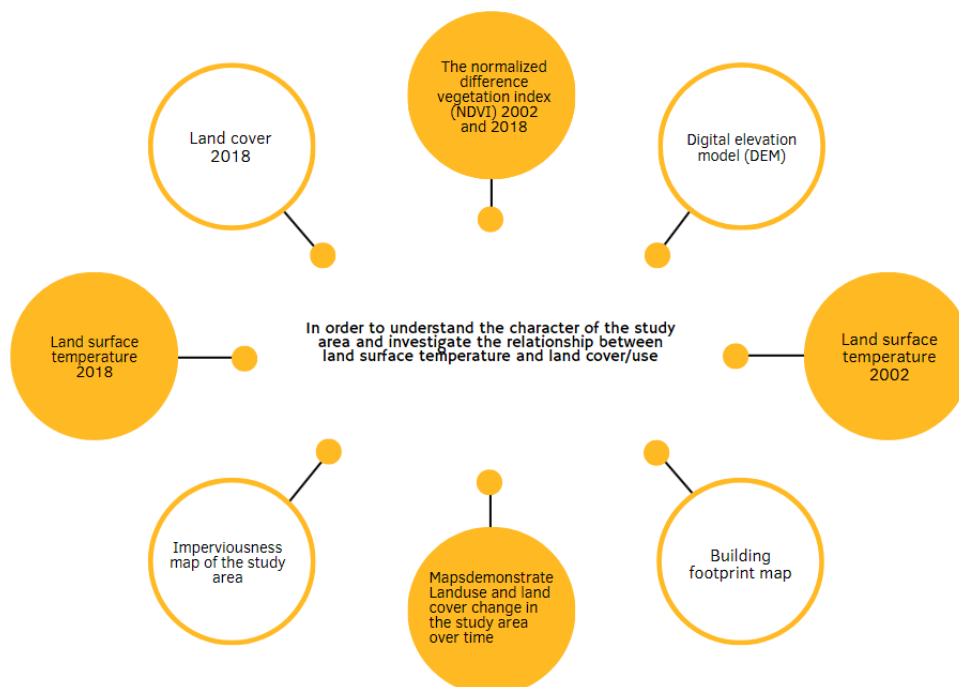 The normalized
difference
vegetation index
(NDVI) 2002
and 2018
Land cover
2018
Digital elevation
model (DEM)
In order to understand the character of the study
area and investigate the relationship between
land surface temperature and land cover/use
Land surface
temperature
2018
Land surface
temperature
2002
Imperviousness
map of the study
area
Mapsdemonstrate
Landuse and land
cover change in
the study area
over time
Building
footprint map